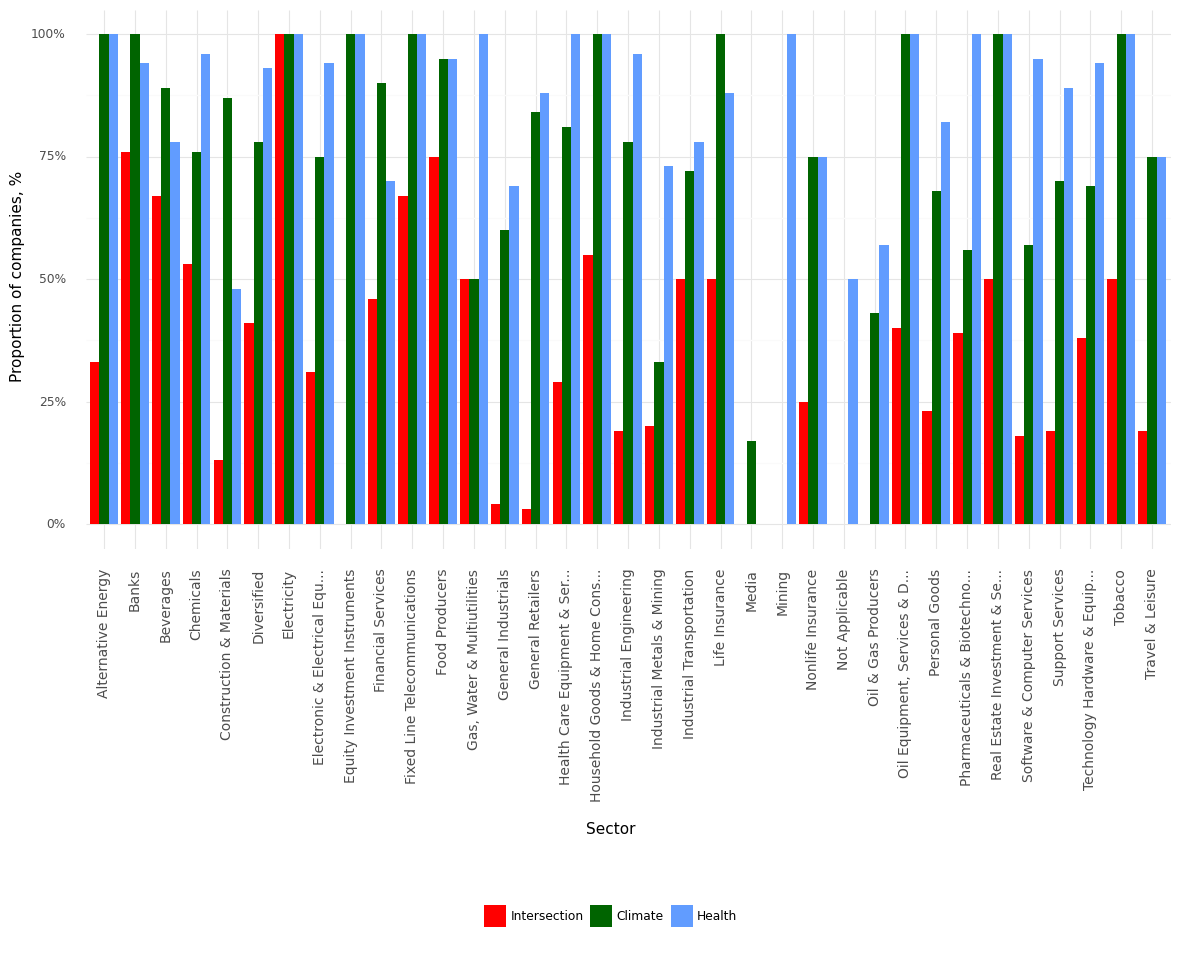 Proportion of companies, %
100%
75%
50%
25%
0%
Alternative Energy
Banks
Beverages
Chemicals
Construction & Materials
Diversified
Electricity
Electronic & Electrical Equ...
Equity Investment Instruments
Financial Services
Fixed Line Telecommunications
Food Producers
Gas, Water & Multiutilities
General Industrials
General Retailers
Health Care Equipment & Ser...
Household Goods & Home Cons...
Industrial Engineering
Industrial Metals & Mining
Industrial Transportation
Life Insurance
Media
Mining
Nonlife Insurance
Not Applicable
Oil & Gas Producers
Oil Equipment, Services & D...
Personal Goods
Pharmaceuticals & Biotechno...
Real Estate Investment & Se...
Software & Computer Services
Support Services
Technology Hardware & Equip...
Tobacco
Travel & Leisure
Sector
Intersection Climate Health